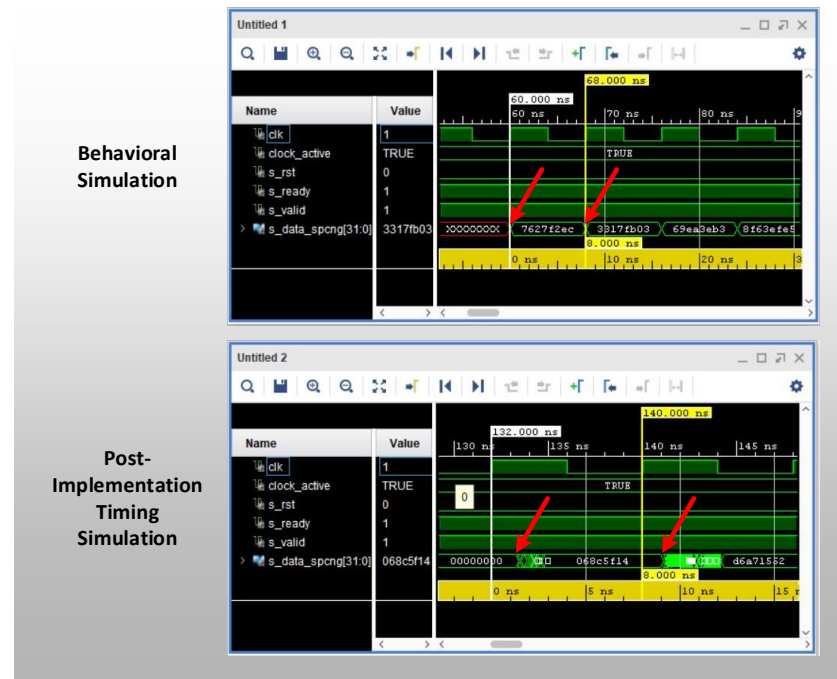 Untitled 1
68.000 ns
60.000 ns
Name Value 60 ns 70 ns 80 ns 9
clk 1
clock_active TRUE TRUE
s_rst 0
s_ready 1
s_valid 1
s_data_spcng[31:0] 3317fb03 XXXXXXXX 7627f2ec 3317fb03 69ea3eb3 8f63efe5
8.000 ns
0 ns 10 ns 20 ns 3
Behavioral
Simulation
Untitled 2
140.000 ns
132.000 ns
Name Value 130 ns 135 ns 140 ns 145 ns
clk 1
clock_active TRUE TRUE
s_rst 0 0
s_ready 1
s_valid 1
s_data_spcng[31:0] 068c5f14 00000000 068c5f14 d6a71552
8.000 ns
0 ns 5 ns 10 ns 15
Post-
Implementation
Timing
Simulation